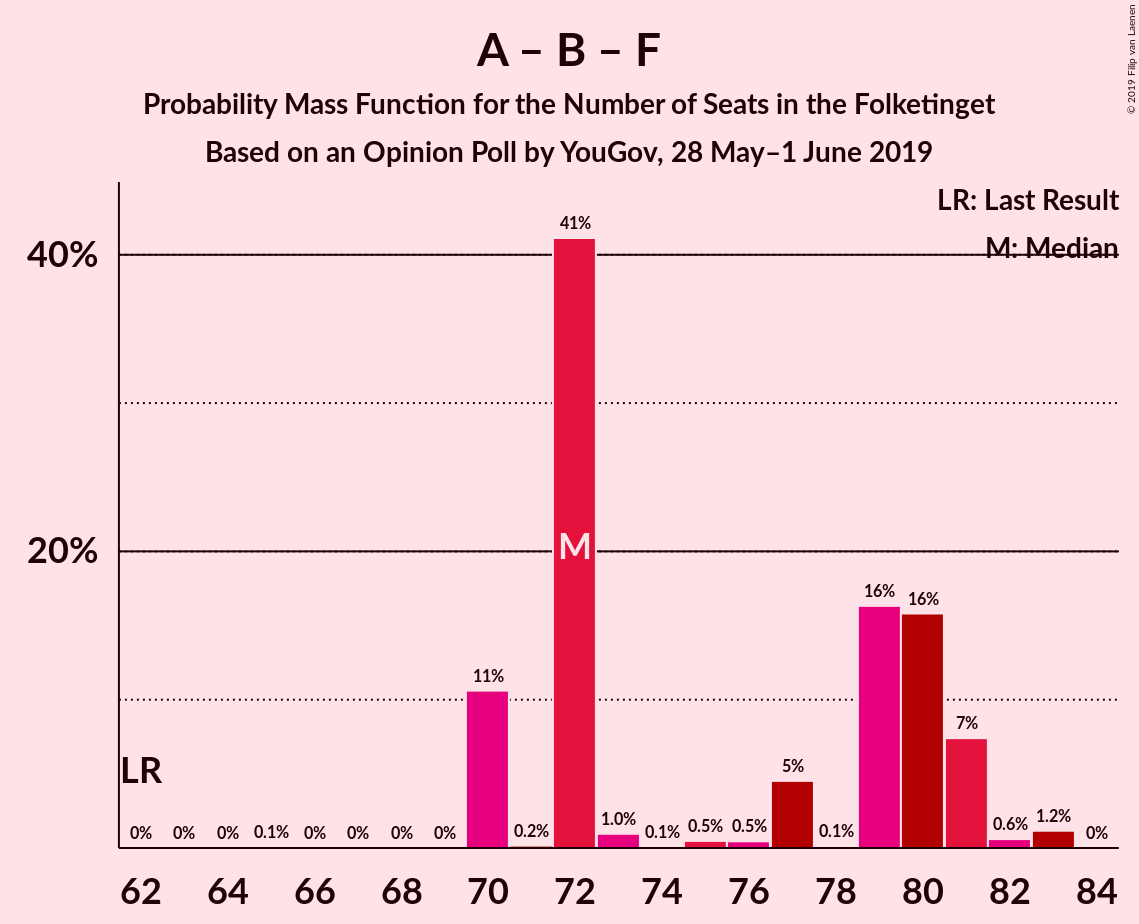 A – B – F
Probability Mass Function for the Number of Seats in the Folketinget
Based on an Opinion Poll by YouGov, 28 May–1 June 2019
© 2019 Filip van Laenen
LR: Last Result
M: Median
40%
20%
41%
M
16%
16%
11%
7%
5%
LR
0%
0%
0%
0.1%
0%
0%
0%
0%
0.2%
1.0%
0.1%
0.5%
0.5%
0.1%
0.6%
1.2%
0%
62 64 66 68 70 72 74 76 78 80 82 84